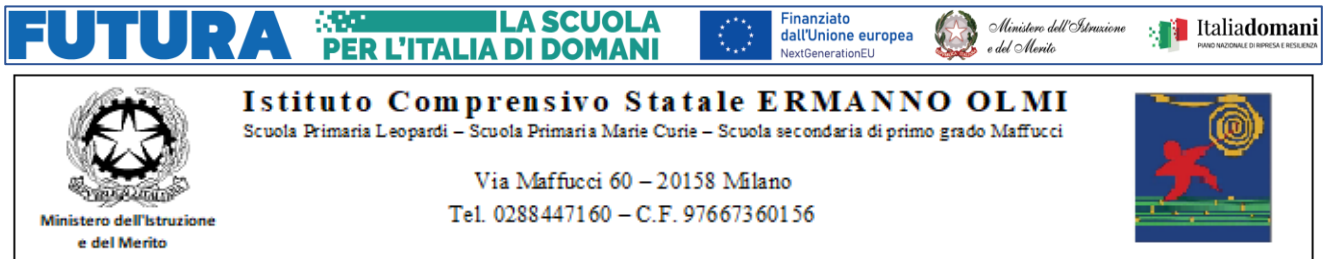 FUTURA
LA SCUOLA
PER L'ITALIA DI DOMANI
Finanziato
dall'Unione europea
NextGenerationEU
Ministero dell'Istruzione
e del Merito
Italiadomani
PIANO NAZIONALE DI RIPRESA E RESILIENZA
Istituto Comprensivo Statale ERMANNO OLMI
Scuola Primaria Leopardi – Scuola Primaria Marie Curie – Scuola secondaria di primo grado Maffucci
Via Maffucci 60 – 20158 Milano
Tel. 0288447160 – C.F. 97667360156
Ministero dell'Istruzione
e del Merito